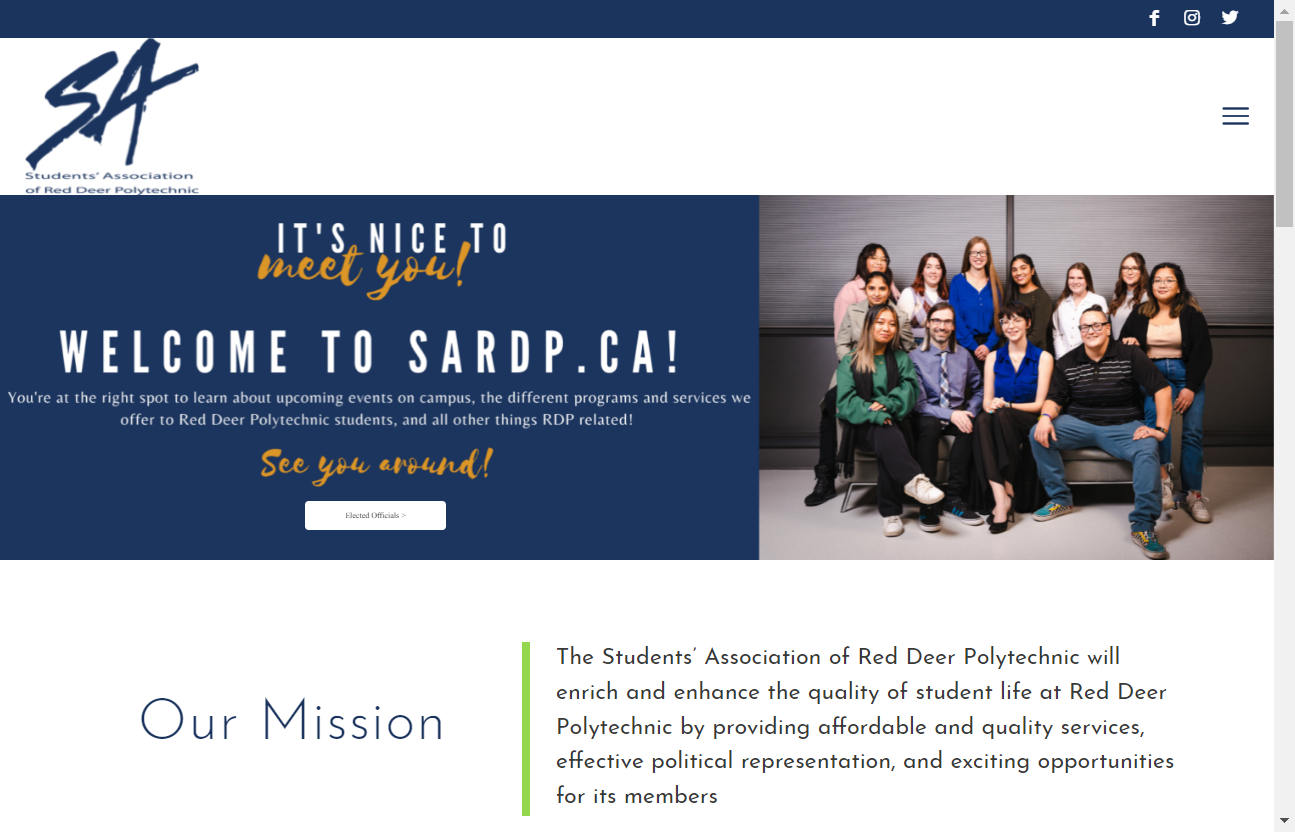 SA
Students' Association
of Red Deer Polytechnic
IT'S NICE TO
meet you!
WELCOME TO SARDP.CA!
You're at the right spot to learn about upcoming events on campus, the different programs and services we
offer to Red Deer Polytechnic students, and all other things RDP related!
See you around!
Elected Officials >
Our Mission
The Students’ Association of Red Deer Polytechnic will
enrich and enhance the quality of student life at Red Deer
Polytechnic by providing affordable and quality services,
effective political representation, and exciting opportunities
for its members